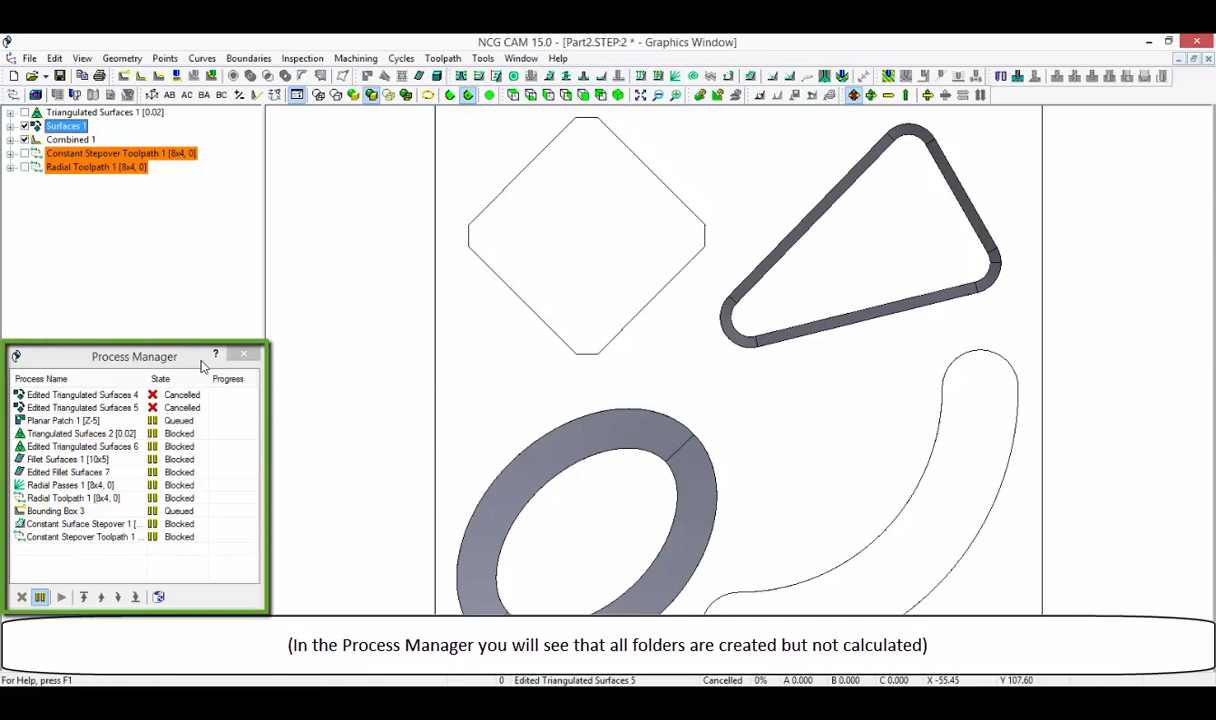 NCG CAM 15.0 - [Part2.STEP:2 * - Graphics Window]
File Edit View Geometry Points Curves Boundaries Inspection Machining Cycles Toolpath Tools Window Help
AB AC BC AB BA BC
Triangulated Surfaces 1 [0.02]
Surfaces 1
Combined 1
Constant Stepover Toolpath 1 [8x4, 0]
Radial Toolpath 1 [8x4, 0]
Process Manager ?
Process Name State Progress
Edited Triangulated Surfaces 4 Cancelled
Edited Triangulated Surfaces 5 Cancelled
Planar Patch 1 [Z-5] Queued
Triangulated Surfaces 2 [0.02] Blocked
Edited Triangulated Surfaces 6 Blocked
Fillet Surfaces 1 [10x5] Blocked
Edited Fillet Surfaces 7 Blocked
Radial Passes 1 [8x4, 0] Blocked
Radial Toolpath 1 [8x4, 0] Blocked
Bounding Box 3 Queued
Constant Surface Stepover 1 [... Blocked
Constant Stepover Toolpath 1 ... Blocked
(In the Process Manager you will see that all folders are created but not calculated)
For Help, press F1 0 Edited Triangulated Surfaces 5 Cancelled 0% A 0.000 B 0.000 C 0.000 X -55.45 Y 107.60